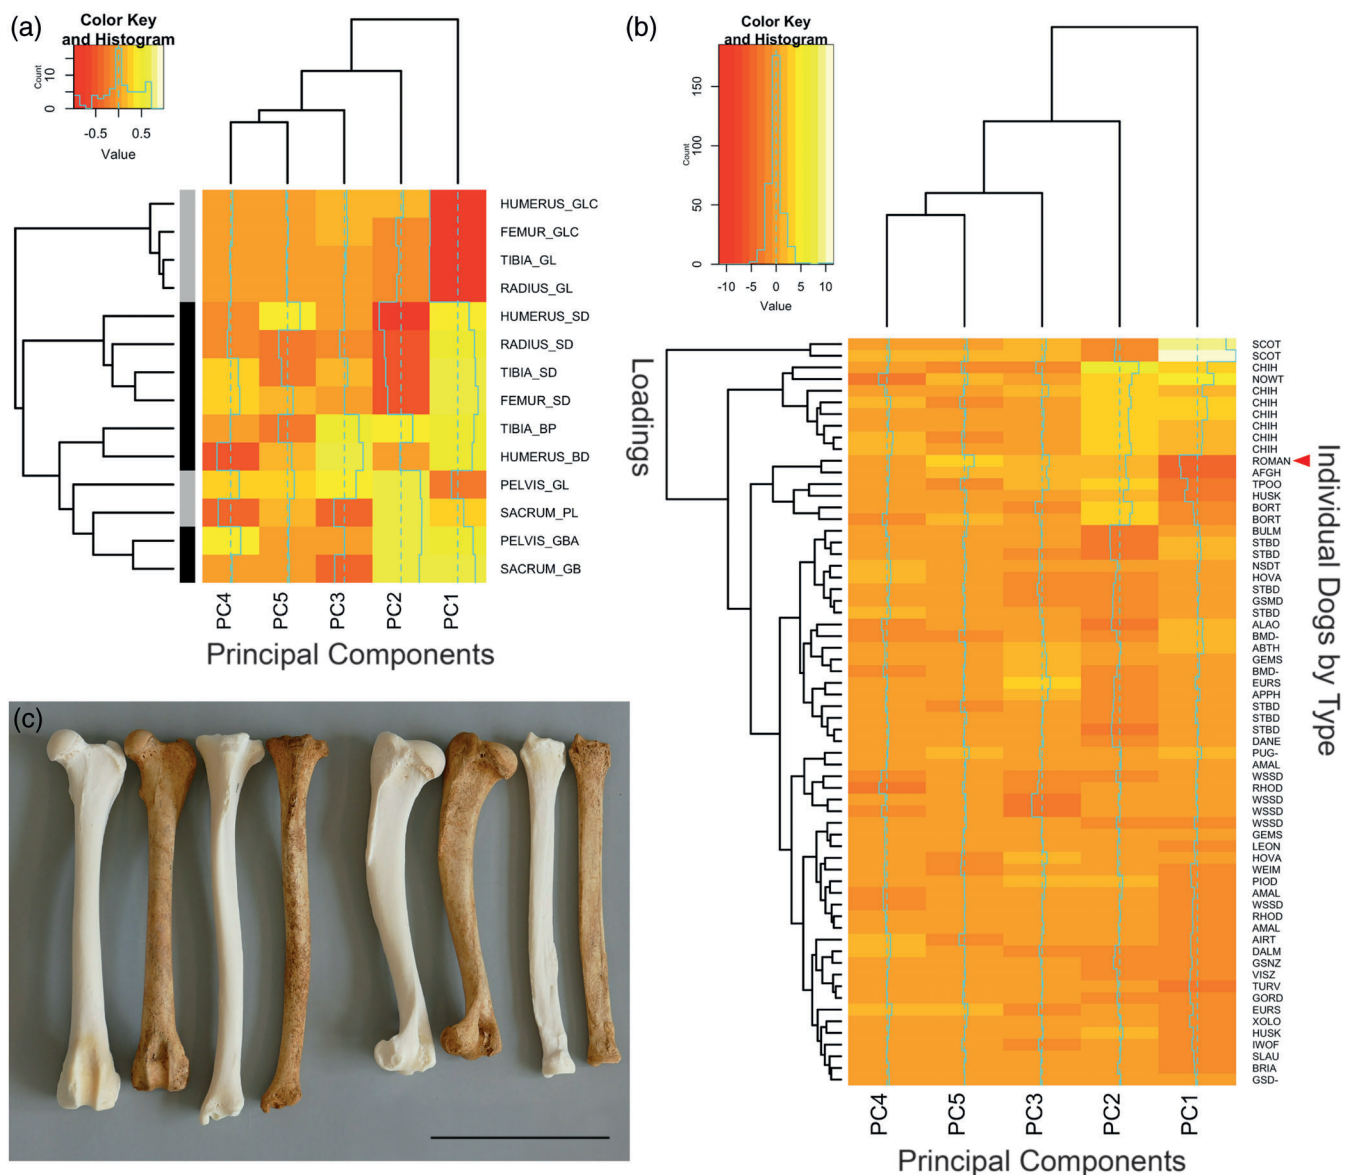 (a)
Color Key
and Histogram
Count
0
10
-0.5
0.5
Value
HUMERUS_GLC
FEMUR_GLC
TIBIA_GL
RADIUS_GL
HUMERUS_SD
RADIUS_SD
TIBIA_SD
FEMUR_SD
TIBIA_BP
HUMERUS_BD
PELVIS_GL
SACRUM_PL
PELVIS_GBA
SACRUM_GB
Loadings
PC4
PC5
PC3
PC2
PC1
Principal Components
(b)
Color Key
and Histogram
Count
0
50
100
150
-10
-5
0
5
10
Value
SCOT
SCOT
CHIH
NOWT
CHIH
CHIH
CHIH
CHIH
CHIH
CHIH
ROMAN
AFGH
TPOO
HUSK
BORT
BORT
BULM
STBD
STBD
NSDT
HOVA
STBD
GSMD
STBD
ALAO
BMD-
ABTH
GEMS
BMD-
EURS
APPH
STBD
STBD
STBD
DANE
PUG-
AMAL
WSSD
RHOD
WSSD
WSSD
WSSD
GEMS
LEON
HOVA
WEIM
PIOD
AMAL
WSSD
RHOD
AMAL
AIRT
DALM
GSNZ
VISZ
TURV
GORD
EURS
XOLO
HUSK
IWOF
SLAU
BRIA
GSD-
Individual Dogs by Type
PC4
PC5
PC3
PC2
PC1
Principal Components
(c)